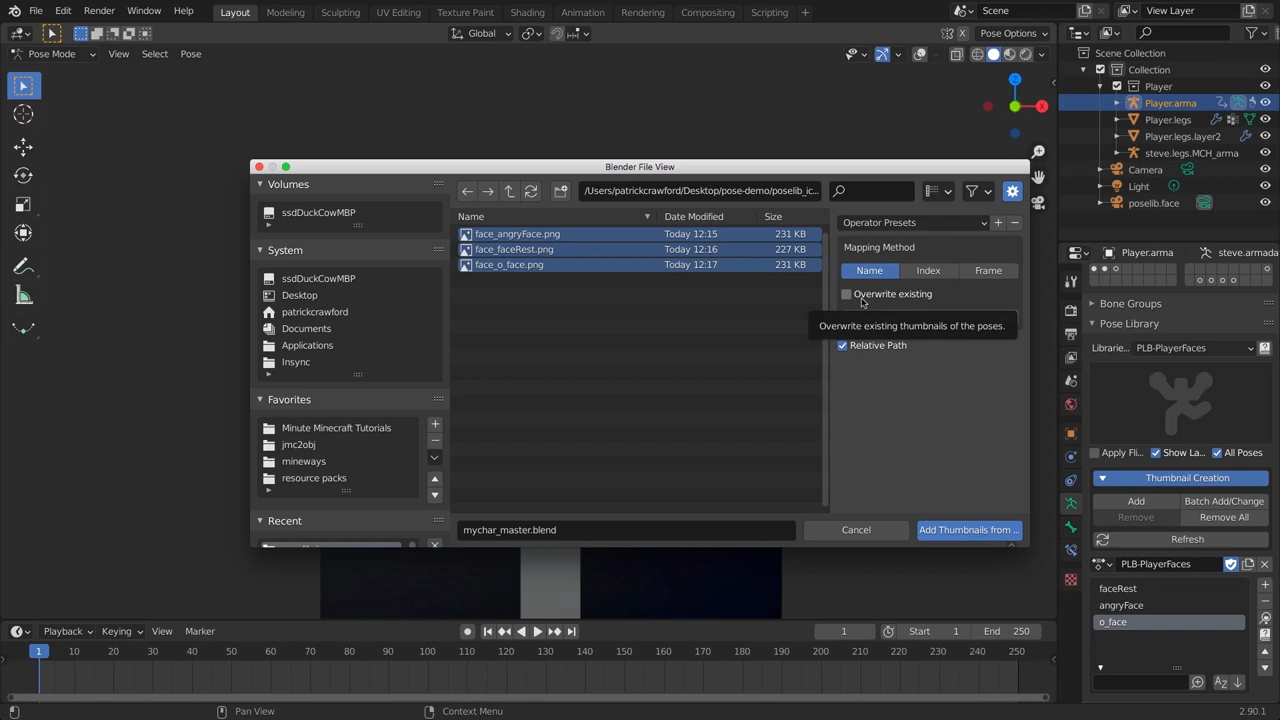 File Edit Render Window Help
Layout Modeling Sculpting UV Editing Texture Paint Shading Animation Rendering Compositing Scripting +
Scene
View Layer
Global
Pose Options
Pose Mode View Select Pose
Z
X
Scene Collection
Collection
Player
Player.arma
Player.legs
Player.legs.layer2
steve.legs.MCH_arma
Camera
Light
poselib.face
Blender File View
Volumes
ssdDuckCowMBP
System
ssdDuckCowMBP
Desktop
patrickcrawford
Documents
Applications
Insync
Favorites
Minute Minecraft Tutorials
jmc2obj
mineways
resource packs
Recent
/Users/patrickcrawford/Desktop/pose-demo/poselib_ic...
Name Date Modified Size
face_angryFace.png Today 12:15 231 KB
face_faceRest.png Today 12:16 227 KB
face_o_face.png Today 12:17 231 KB
Operator Presets
Mapping Method
Name Index Frame
Overwrite existing
Overwrite existing thumbnails of the poses.
Relative Path
mychar_master.blend
Cancel
Add Thumbnails from ...
Player.arma
steve.armada
Bone Groups
Pose Library
Librarie... PLB-PlayerFaces
Apply Fli... Show La... All Poses
Thumbnail Creation
Add Batch Add/Change
Remove Remove All
Refresh
PLB-PlayerFaces
faceRest
angryFace
o_face
Playback Keying View Marker
1
Start 1 End 250
1 10 20 30 40 50 60 70 80 90 100 110 120 130 140 150 160 170 180 190 200 210 220 230 240 250
Pan View
Context Menu
2.90.1